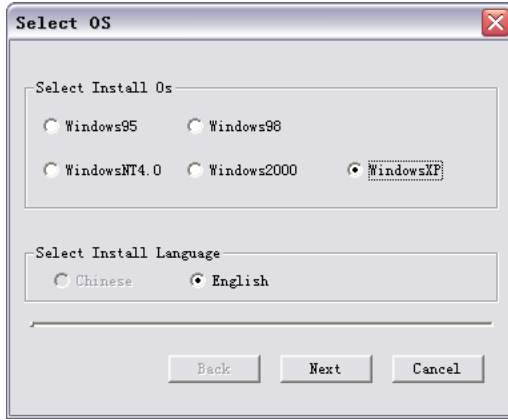 Select OS
Select Install Os
Windows95 Windows98
WindowsNT4.0 Windows2000 WindowsXP
Select Install Language
Chinese English
Back Next Cancel